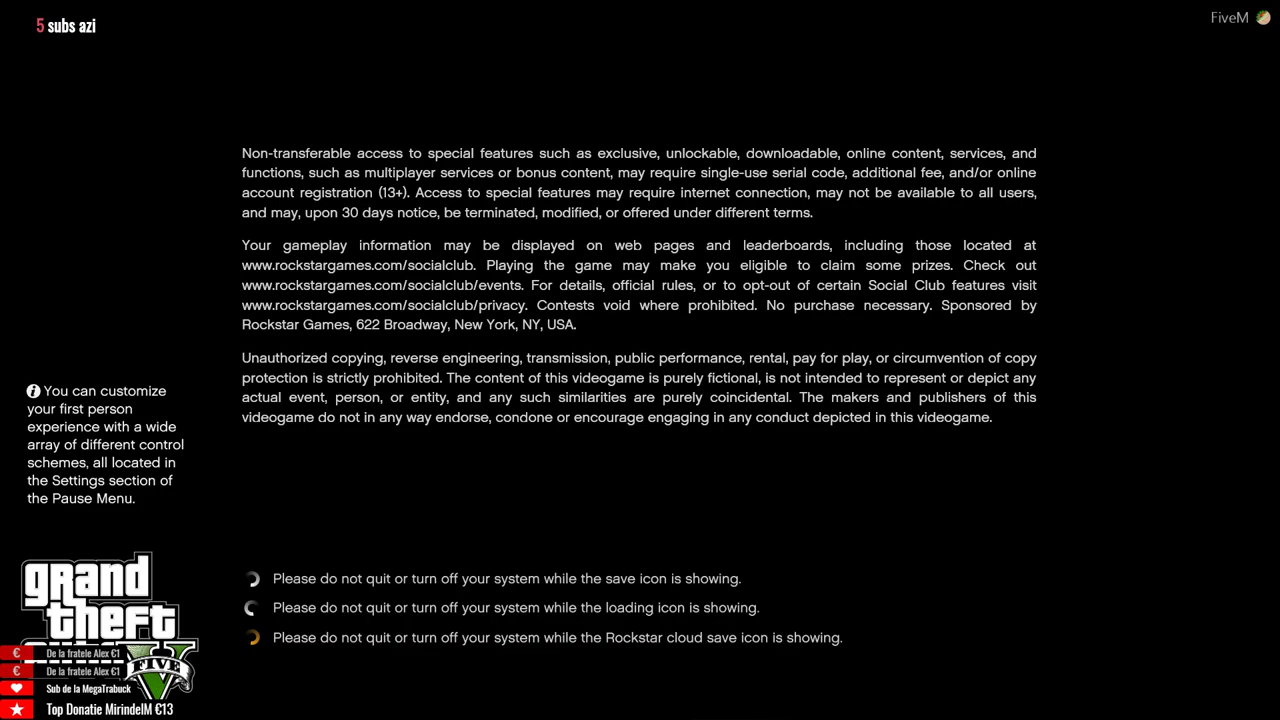 5 subs azi
FiveM
Non-transferable access to special features such as exclusive, unlockable, downloadable, online content, services, and
functions, such as multiplayer services or bonus content, may require single-use serial code, additional fee, and/or online
account registration (13+). Access to special features may require internet connection, may not be available to all users,
and may, upon 30 days notice, be terminated, modified, or offered under different terms.
Your gameplay information may be displayed on web pages and leaderboards, including those located at
www.rockstargames.com/socialclub. Playing the game may make you eligible to claim some prizes. Check out
www.rockstargames.com/socialclub/events. For details, official rules, or to opt-out of certain Social Club features visit
www.rockstargames.com/socialclub/privacy. Contests void where prohibited. No purchase necessary. Sponsored by
Rockstar Games, 622 Broadway, New York, NY, USA.
Unauthorized copying, reverse engineering, transmission, public performance, rental, pay for play, or circumvention of copy
protection is strictly prohibited. The content of this videogame is purely fictional, is not intended to represent or depict any
actual event, person, or entity, and any such similarities are purely coincidental. The makers and publishers of this
videogame do not in any way endorse, condone or encourage engaging in any conduct depicted in this videogame.
You can customize
your first person
experience with a wide
array of different control
schemes, all located in
the Settings section of
the Pause Menu.
Please do not quit or turn off your system while the save icon is showing.
Please do not quit or turn off your system while the loading icon is showing.
Please do not quit or turn off your system while the Rockstar cloud save icon is showing.
grand
theft
V
FIVE
€ De la fratele Alex €1
€ De la fratele Alex €1
Sub de la MegaTrabuck
Top Donatie MirindelM €13